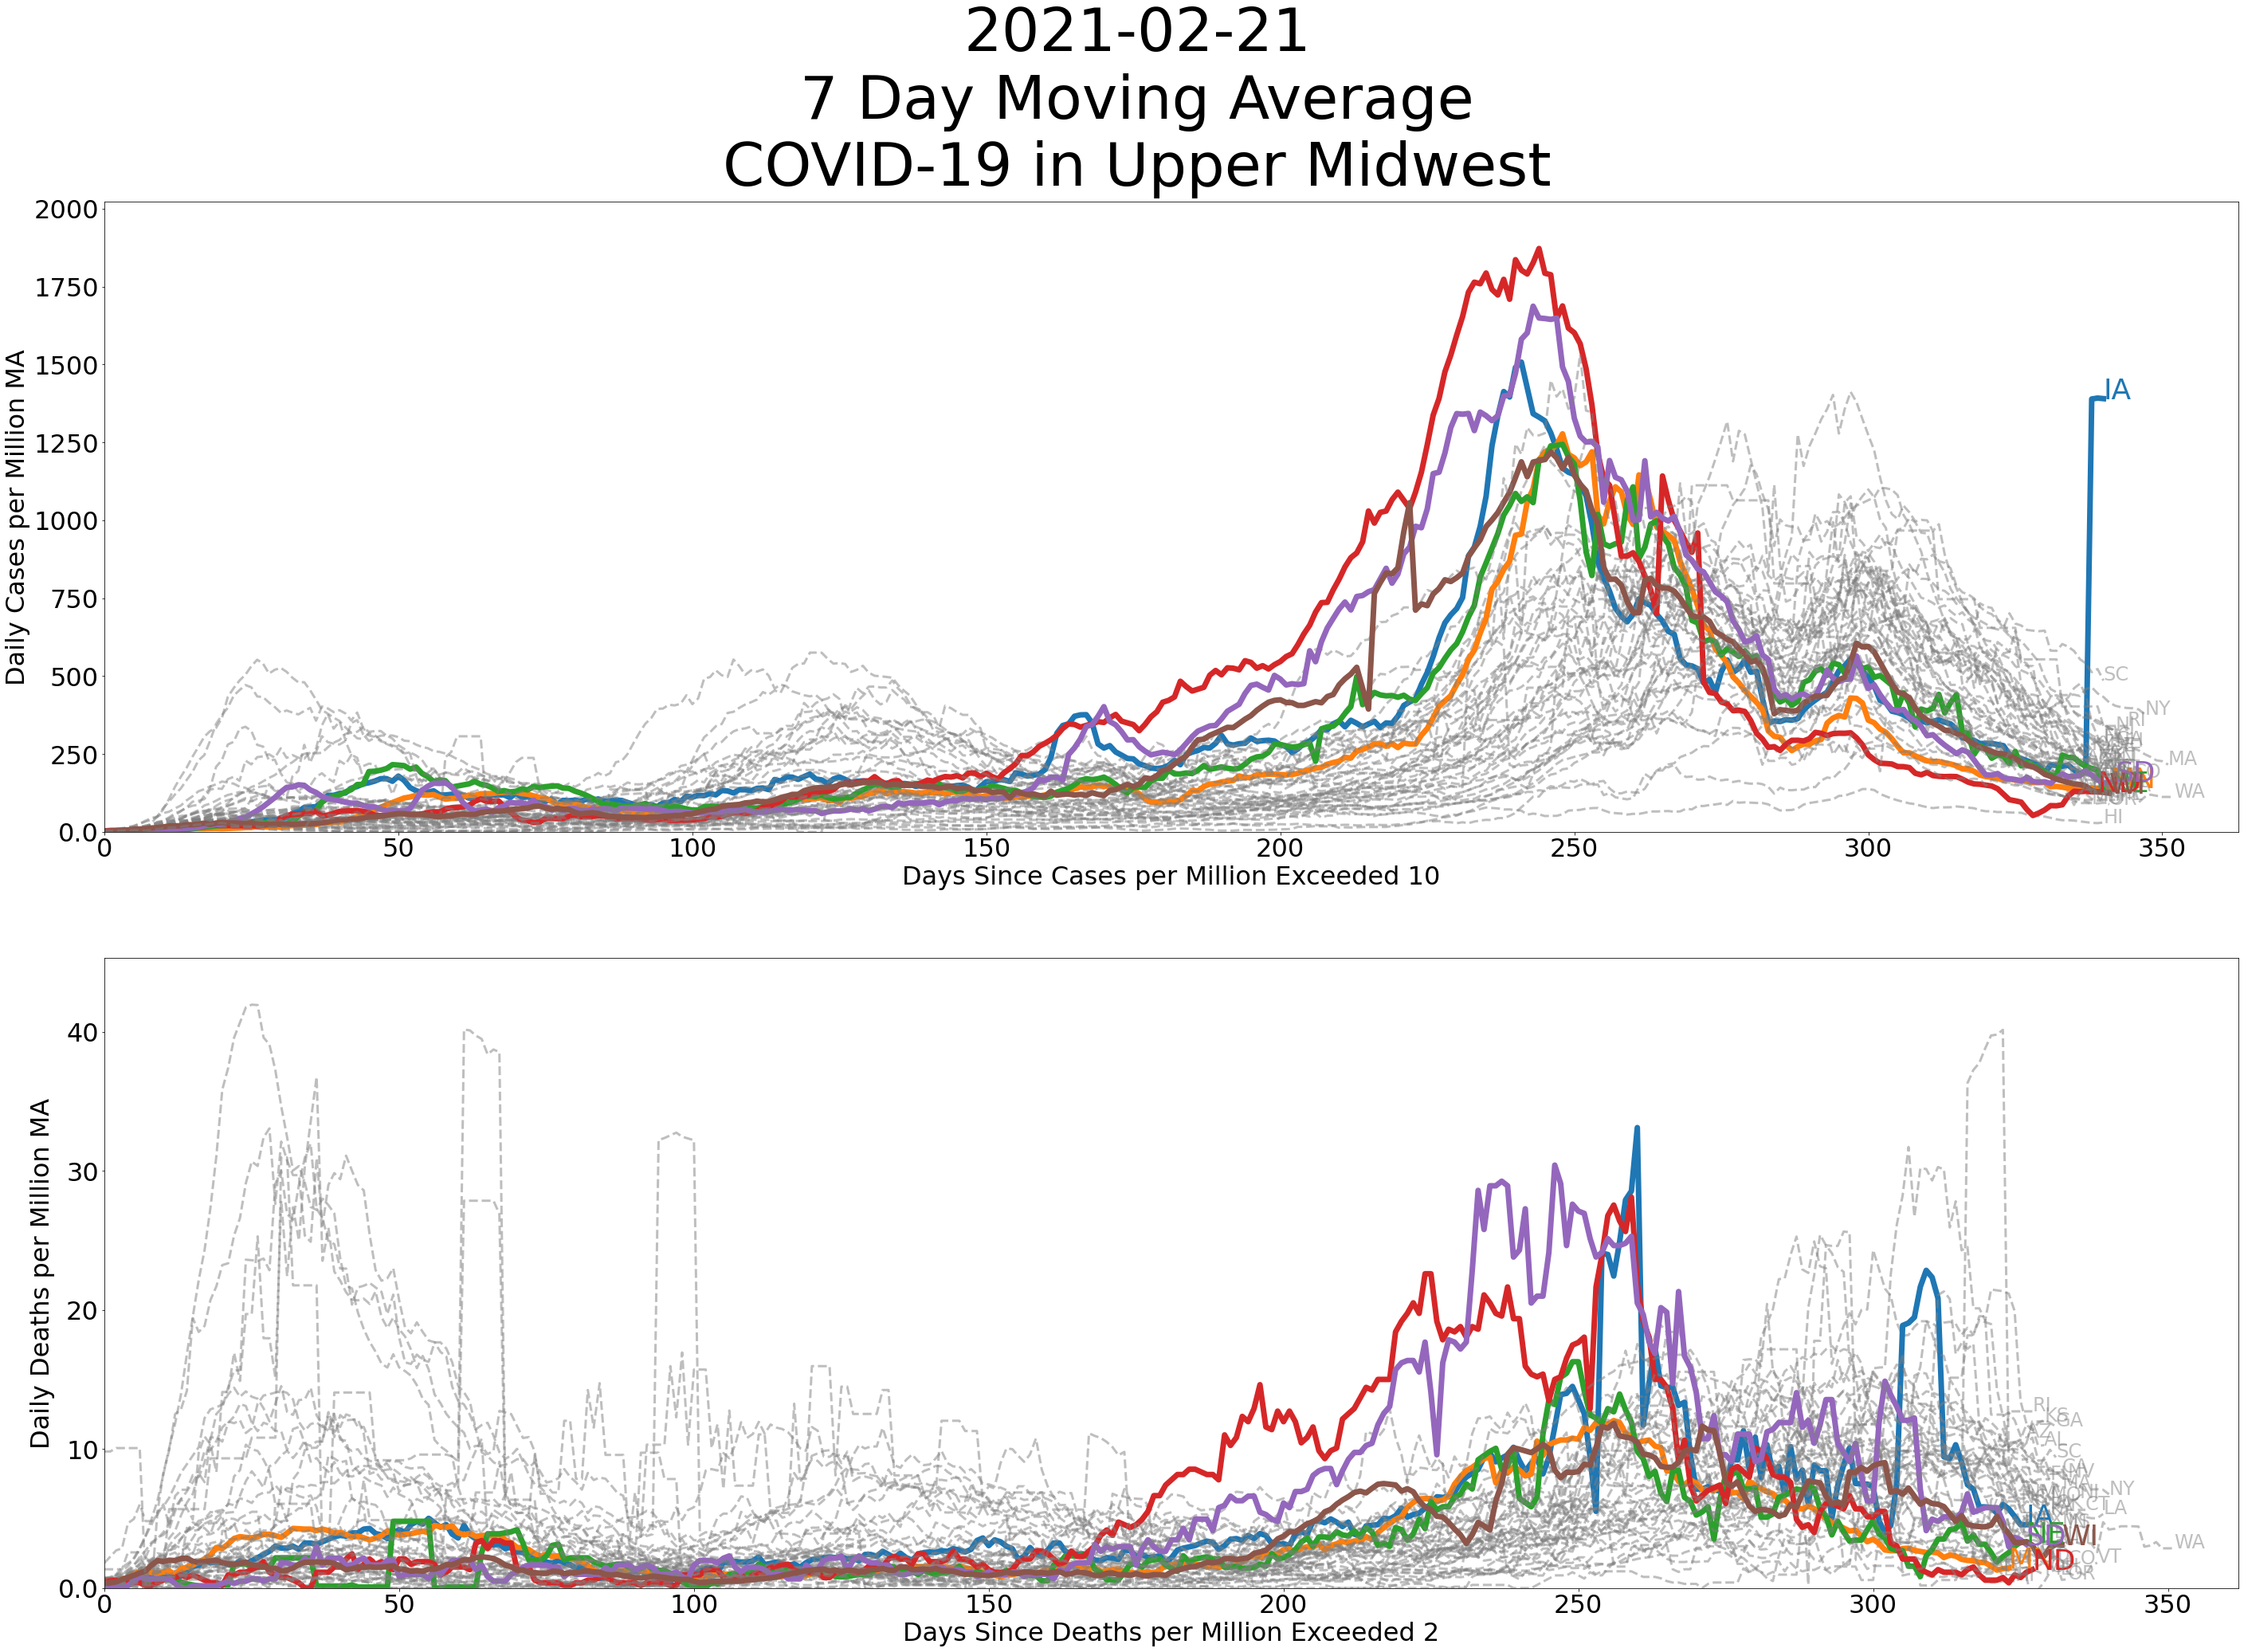 2021-02-21
7 Day Moving Average
COVID-19 in Upper Midwest
Daily Cases per Million MA
2000
1750
1500
1250
1000
750
500
250
0.0
IA
SC
NY
RI
MA
SD
WA
HI
0
50
100
150
200
250
300
350
Days Since Cases per Million Exceeded 10
Daily Deaths per Million MA
40
30
20
10
0.0
RI
KS
GA
AL
SC
NY
LA
IA
WI
WA
VT
ND
OR
0
50
100
150
200
250
300
350
Days Since Deaths per Million Exceeded 2